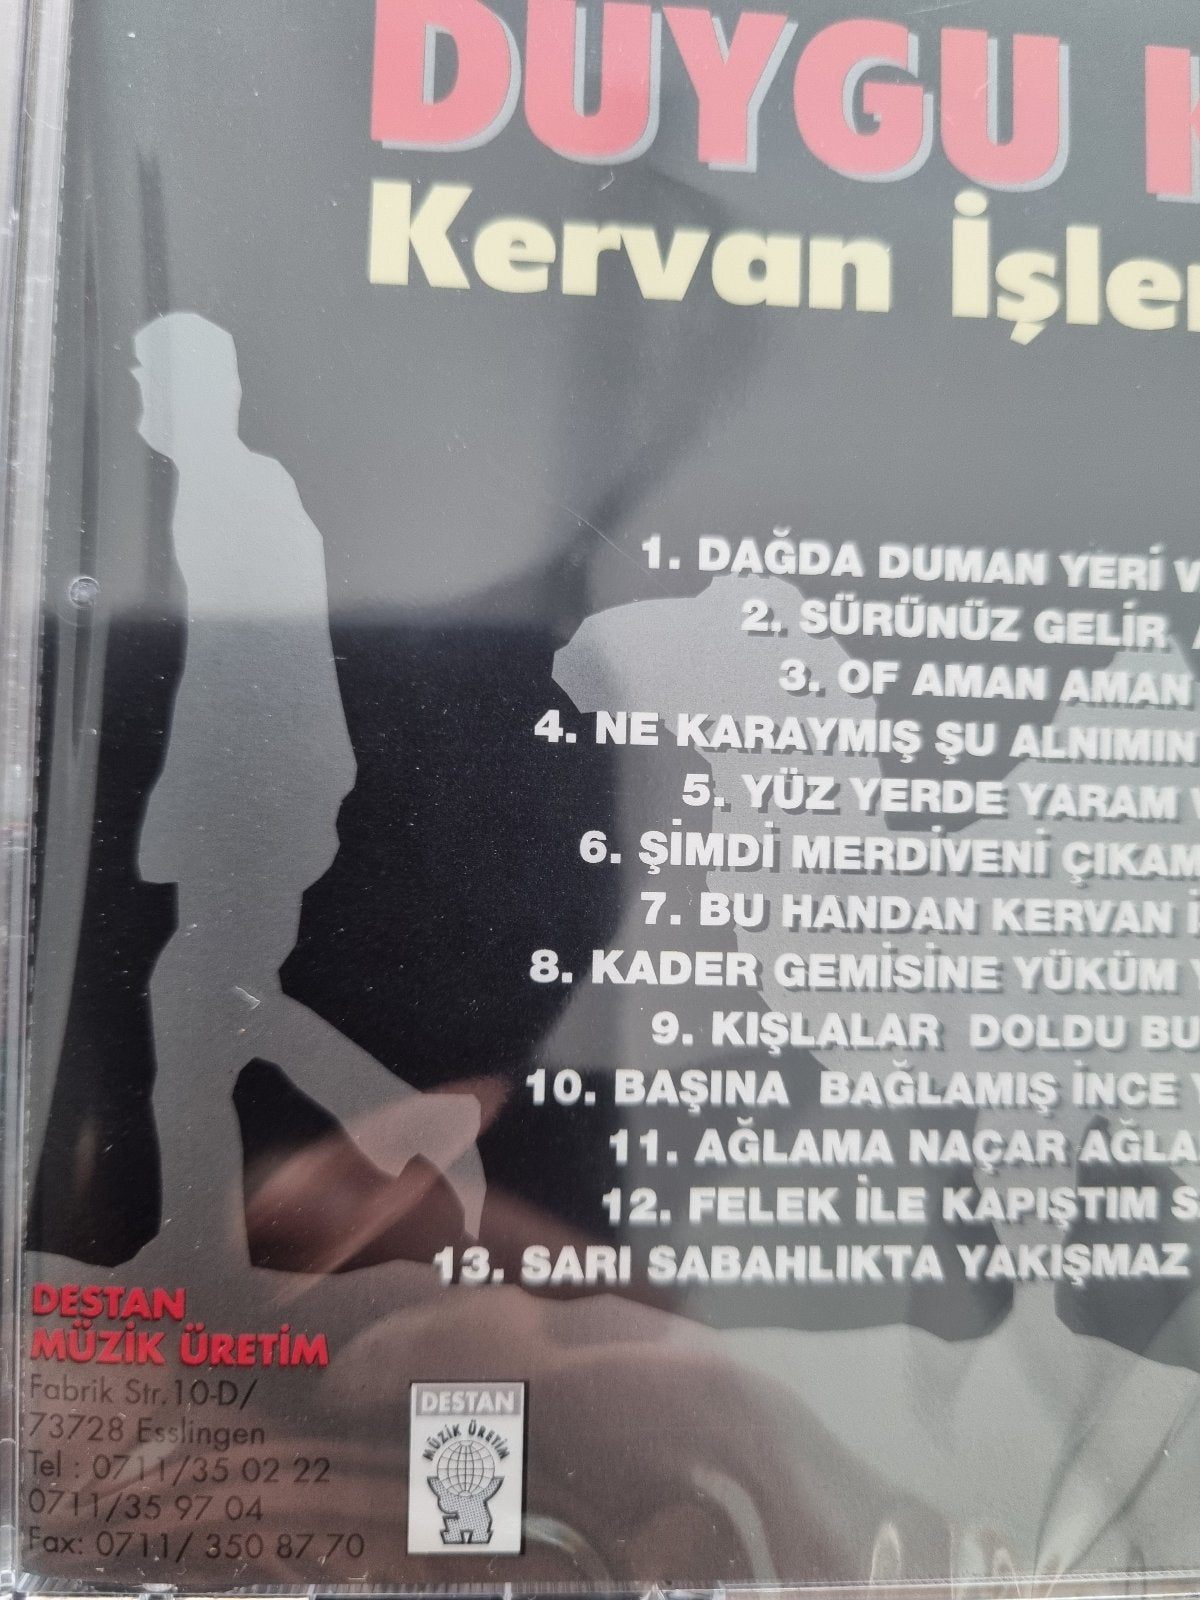 DUYGU
Kervan İşler
1. DAĞDA DUMAN YERİ
2. SÜRÜNÜZ GELİR
3. OF AMAN AMAN
4. NE KARAYMIŞ ŞU ALNIMIN
5. YÜZ YERDE YARAM
6. ŞİMDİ MERDİVENİ ÇIKAM
7. BU HANDAN KERVAN
8. KADER GEMİSİNE YÜKÜM
9. KIŞLALAR DOLDU BU
10. BAŞINA BAĞLAMIŞ İNCE
11. AĞLAMA NAÇAR AĞLA
12. FELEK İLE KAPIŞTIM S
13. SARI SABAHLIKTA YAKIŞMAZ
DESTAN
MÜZİK ÜRETİM
Fabrik Str.10-D/
73728 Esslingen
Tel : 0711/35 02 22
0711/35 97 04
Fax: 0711/ 350 87 70
DESTAN
MÜZİK ÜRETİM